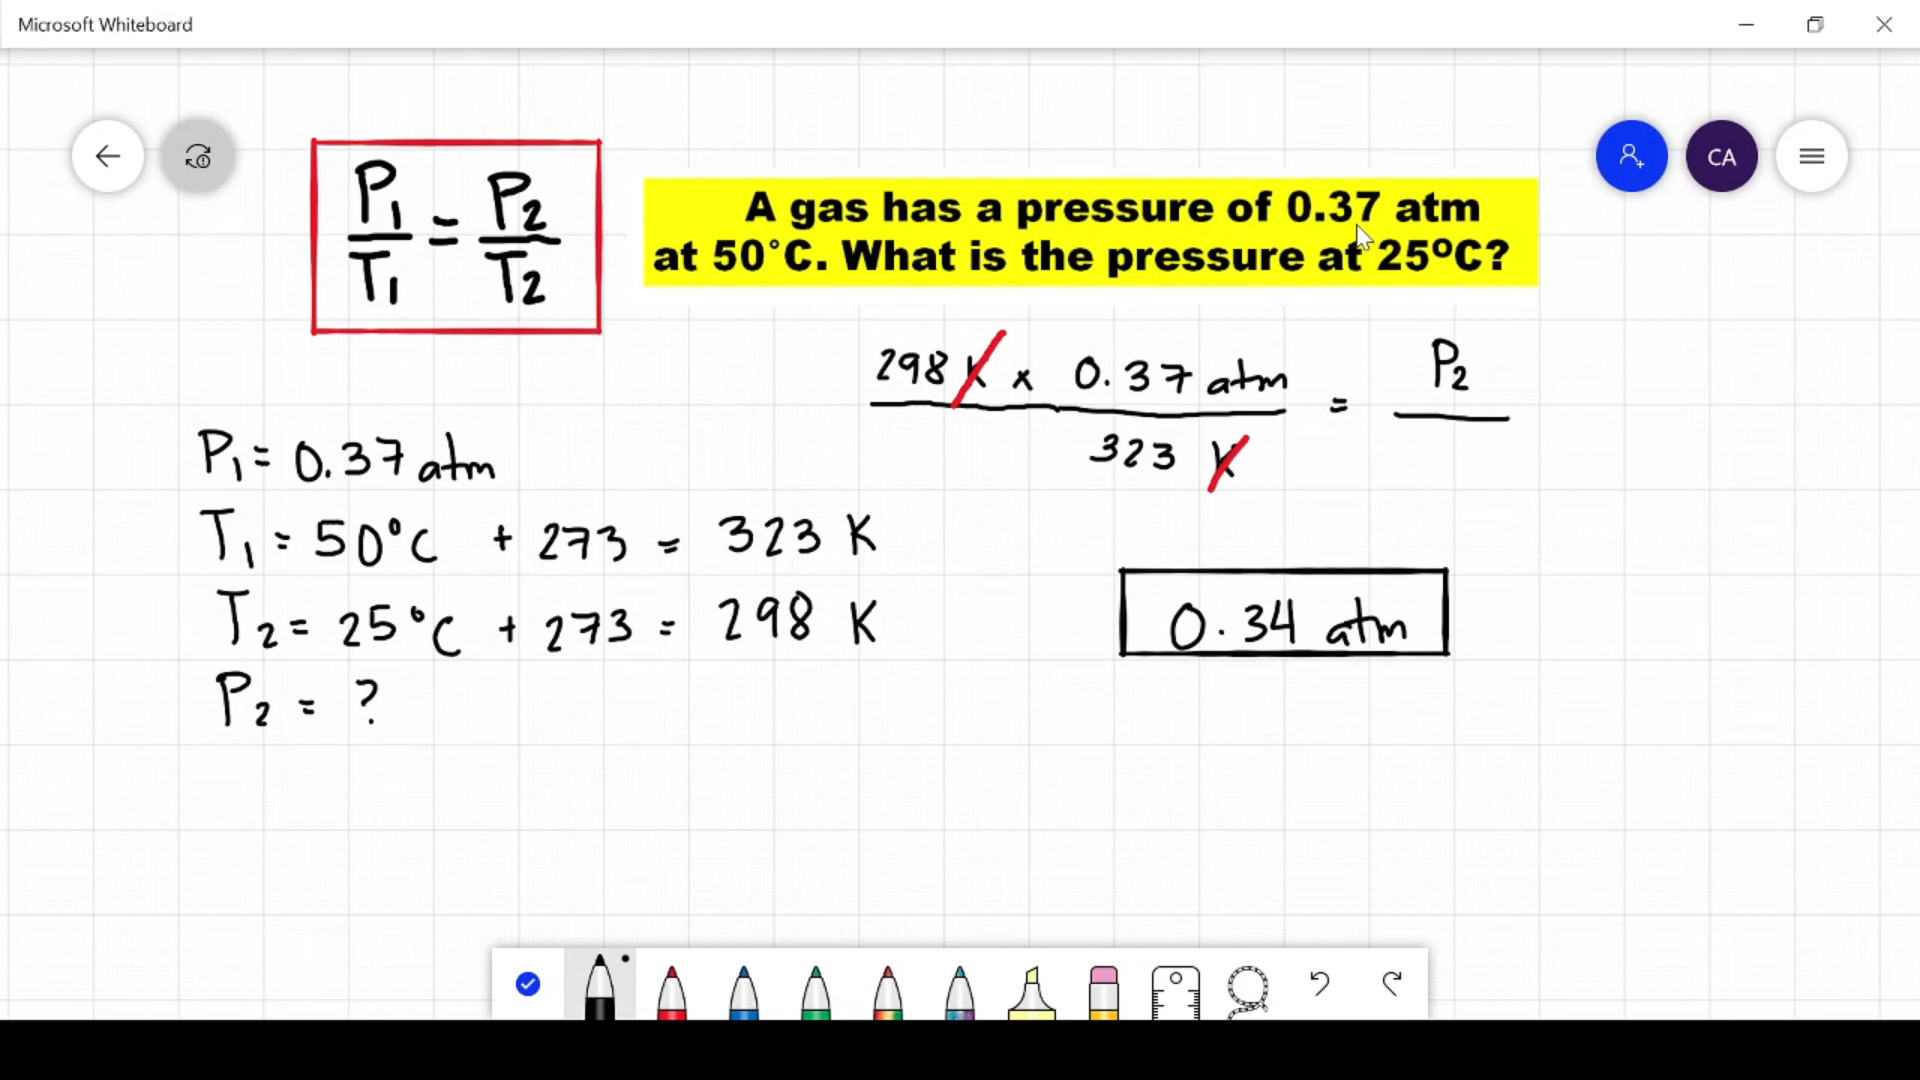 Microsoft Whiteboard
CA
P₁/T₁ = P₂/T₂
A gas has a pressure of 0.37 atm
at 50°C. What is the pressure at 25ºC?
298 K x 0.37 atm = P₂
323 K
P₁ = 0.37 atm
T₁ = 50°C + 273 = 323 K
T₂ = 25°C + 273 = 298 K
P₂ = ?
0.34 atm